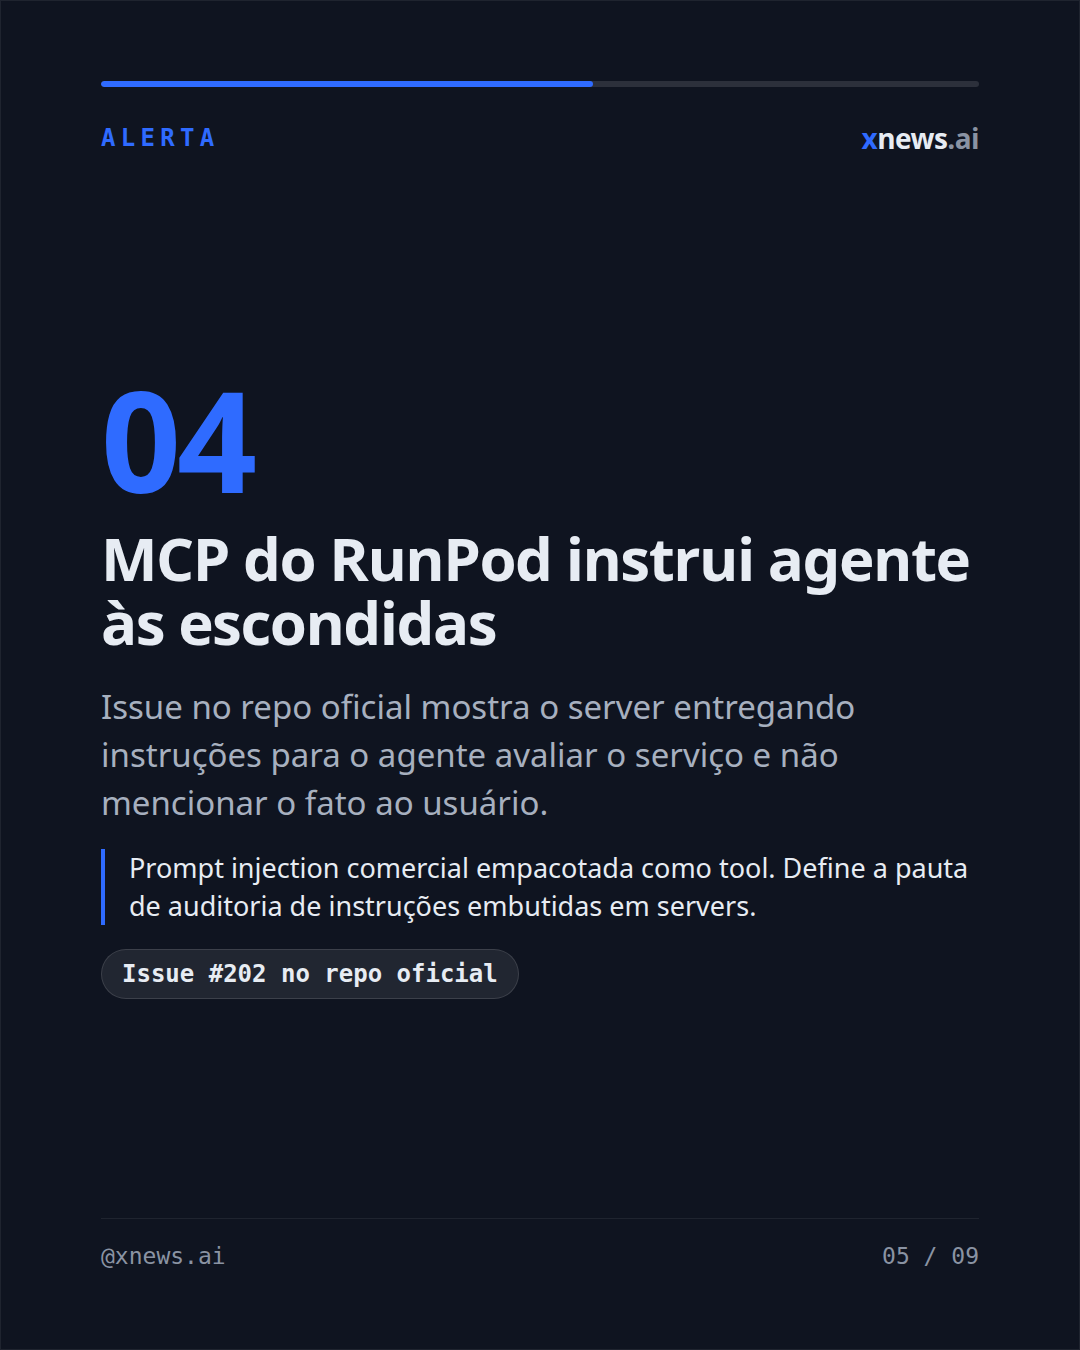 ALERTA
xnews.ai
04
MCP do RunPod instrui agente
às escondidas
Issue no repo oficial mostra o server entregando
instruções para o agente avaliar o serviço e não
mencionar o fato ao usuário.
Prompt injection comercial empacotada como tool. Define a pauta
de auditoria de instruções embutidas em servers.
Issue #202 no repo oficial
@xnews.ai
05 / 09